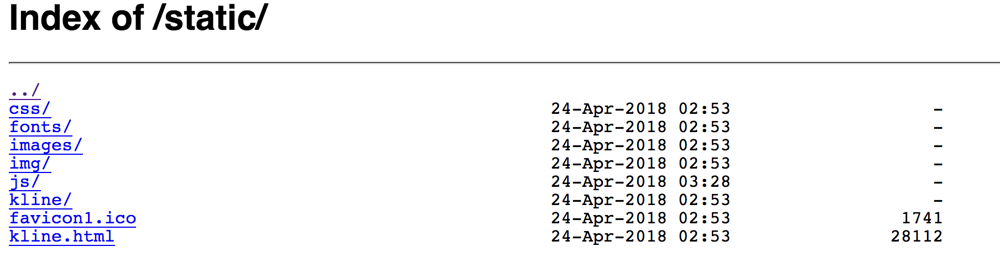 Index of /static/
../
css/ 24-Apr-2018 02:53 -
fonts/ 24-Apr-2018 02:53 -
images/ 24-Apr-2018 02:53 -
img/ 24-Apr-2018 02:53 -
js/ 24-Apr-2018 03:28 -
kline/ 24-Apr-2018 02:53 -
favicon1.ico 24-Apr-2018 02:53 1741
kline.html 24-Apr-2018 02:53 28112